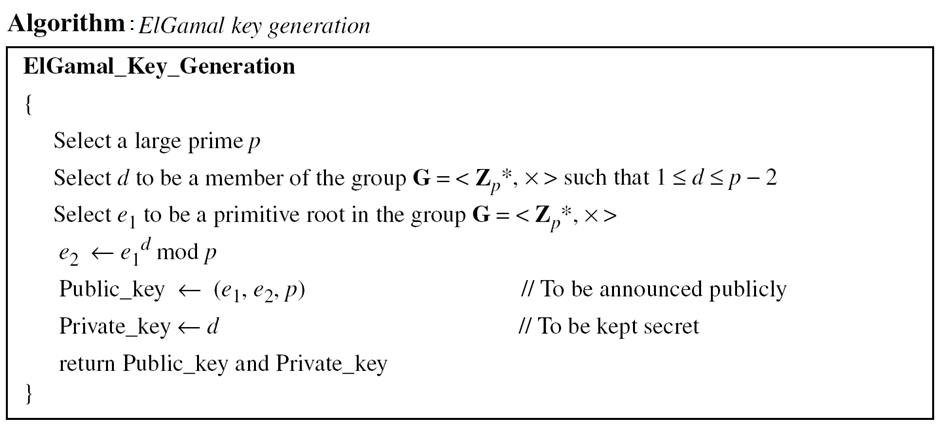 Algorithm : ElGamal key generation
ElGamal_Key_Generation
{
Select a large prime p
Select d to be a member of the group G = < Zₚ*, × > such that 1 ≤ d ≤ p − 2
Select e₁ to be a primitive root in the group G = < Zₚ*, × >
e₂ ← e₁ᵈ mod p
Public_key ← (e₁, e₂, p) // To be announced publicly
Private_key ← d // To be kept secret
return Public_key and Private_key
}